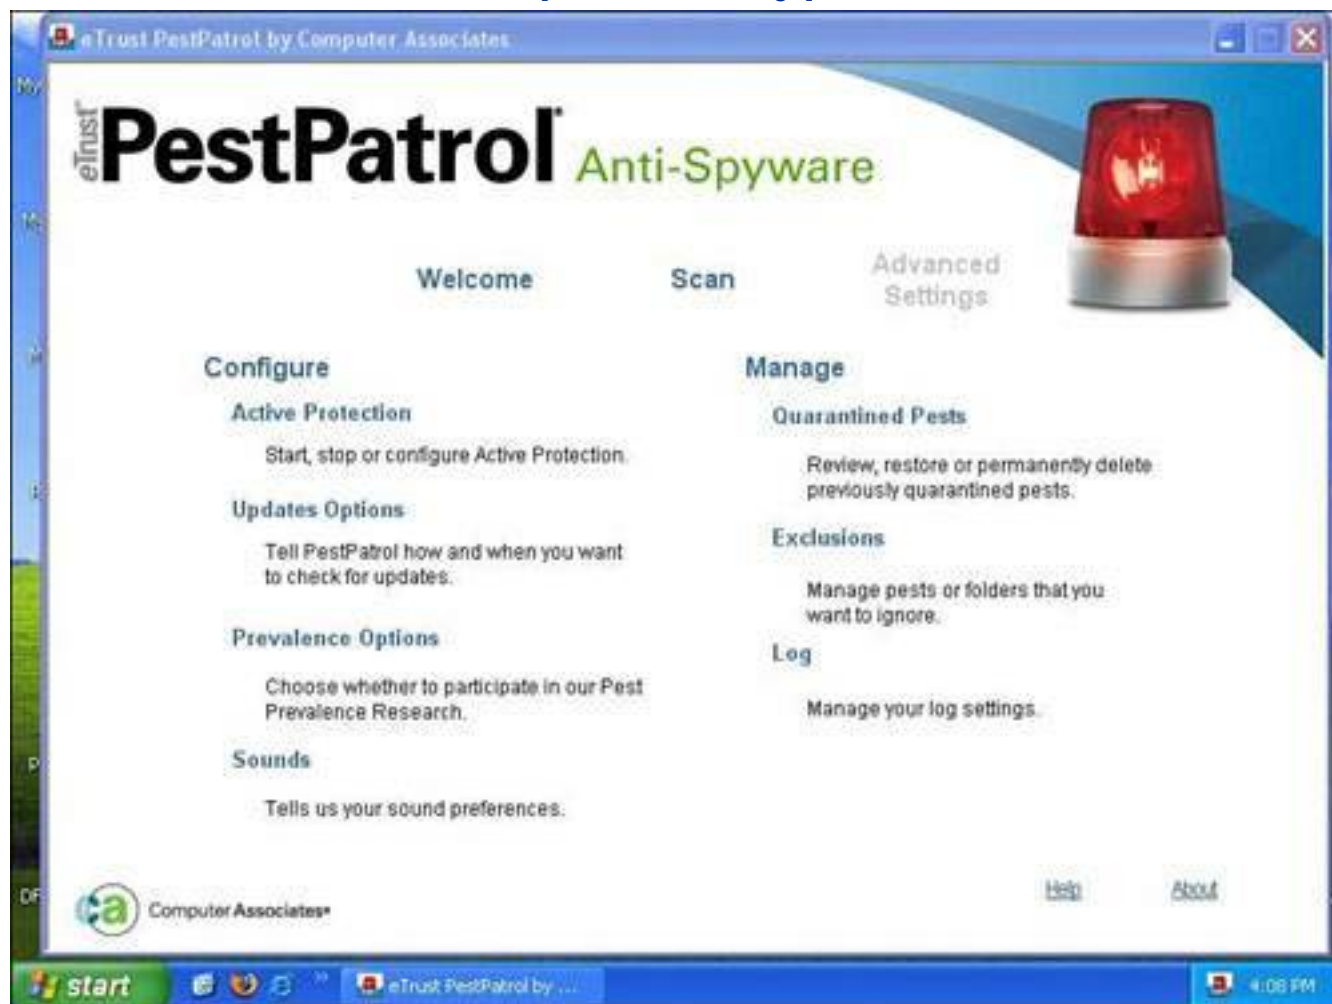 eTrust PestPatrol by Computer Associates
eTrust PestPatrol Anti-Spyware
Welcome
Scan
Advanced
Settings
Configure
Active Protection
Start, stop or configure Active Protection.
Updates Options
Tell PestPatrol how and when you want
to check for updates.
Prevalence Options
Choose whether to participate in our Pest
Prevalence Research.
Sounds
Tells us your sound preferences.
Manage
Quarantined Pests
Review, restore or permanently delete
previously quarantined pests.
Exclusions
Manage pests or folders that you
want to ignore.
Log
Manage your log settings.
ca Computer Associates
Help
About
start
eTrust PestPatrol by ...
4:08 PM